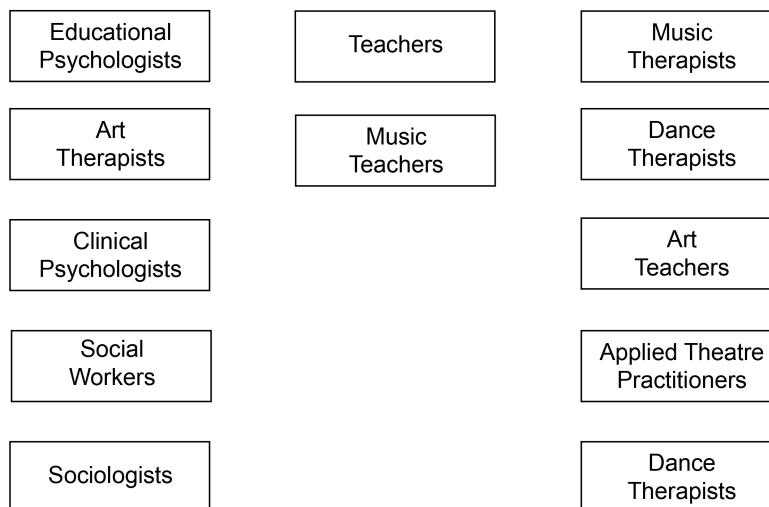 Educational
Psychologists
Teachers
Music
Therapists
Art
Therapists
Music
Teachers
Dance
Therapists
Clinical
Psychologists
Art
Teachers
Social
Workers
Applied Theatre
Practitioners
Sociologists
Dance
Therapists